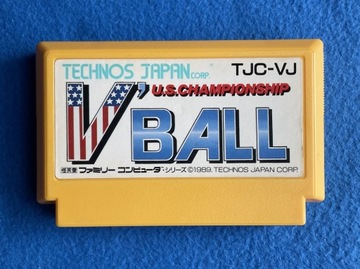 TECHNOS JAPAN CORP. TJC-VJ
U.S. CHAMPIONSHIP
V'BALL
任天堂 ファミリー コンピュータ シリーズ ©1989, TECHNOS JAPAN CORP.